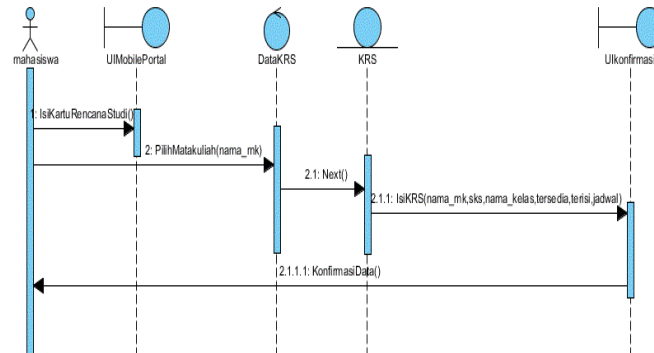 mahasiswa
UIMobilePortal
DataKRS
KRS
UIkonfirmasi
1: IsiKartuRencanaStudi()
2: PilihMatakuliah(nama_mk)
2.1: Next()
2.1.1: IsiKRS(nama_mk,sks,nama_kelas,tersedia,terisi,jadwal)
2.1.1.1: KonfirmasiData()